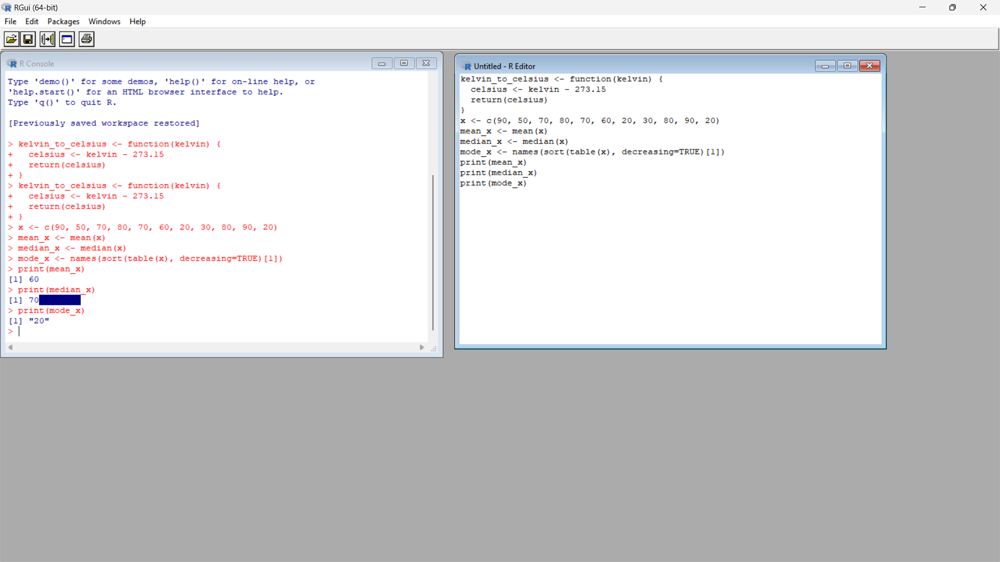 RGui (64-bit)
File Edit Packages Windows Help
R Console
Type 'demo()' for some demos, 'help()' for on-line help, or
'help.start()' for an HTML browser interface to help.
Type 'q()' to quit R.
[Previously saved workspace restored]
> kelvin_to_celsius <- function(kelvin) {
+   celsius <- kelvin - 273.15
+   return(celsius)
+ }
> kelvin_to_celsius <- function(kelvin) {
+   celsius <- kelvin - 273.15
+   return(celsius)
+ }
> x <- c(90, 50, 70, 80, 70, 60, 20, 30, 80, 90, 20)
> mean_x <- mean(x)
> median_x <- median(x)
> mode_x <- names(sort(table(x), decreasing=TRUE)[1])
> print(mean_x)
[1] 60
> print(median_x)
[1] 70
> print(mode_x)
[1] "20"
>
Untitled - R Editor
kelvin_to_celsius <- function(kelvin) {
  celsius <- kelvin - 273.15
  return(celsius)
}
x <- c(90, 50, 70, 80, 70, 60, 20, 30, 80, 90, 20)
mean_x <- mean(x)
median_x <- median(x)
mode_x <- names(sort(table(x), decreasing=TRUE)[1])
print(mean_x)
print(median_x)
print(mode_x)